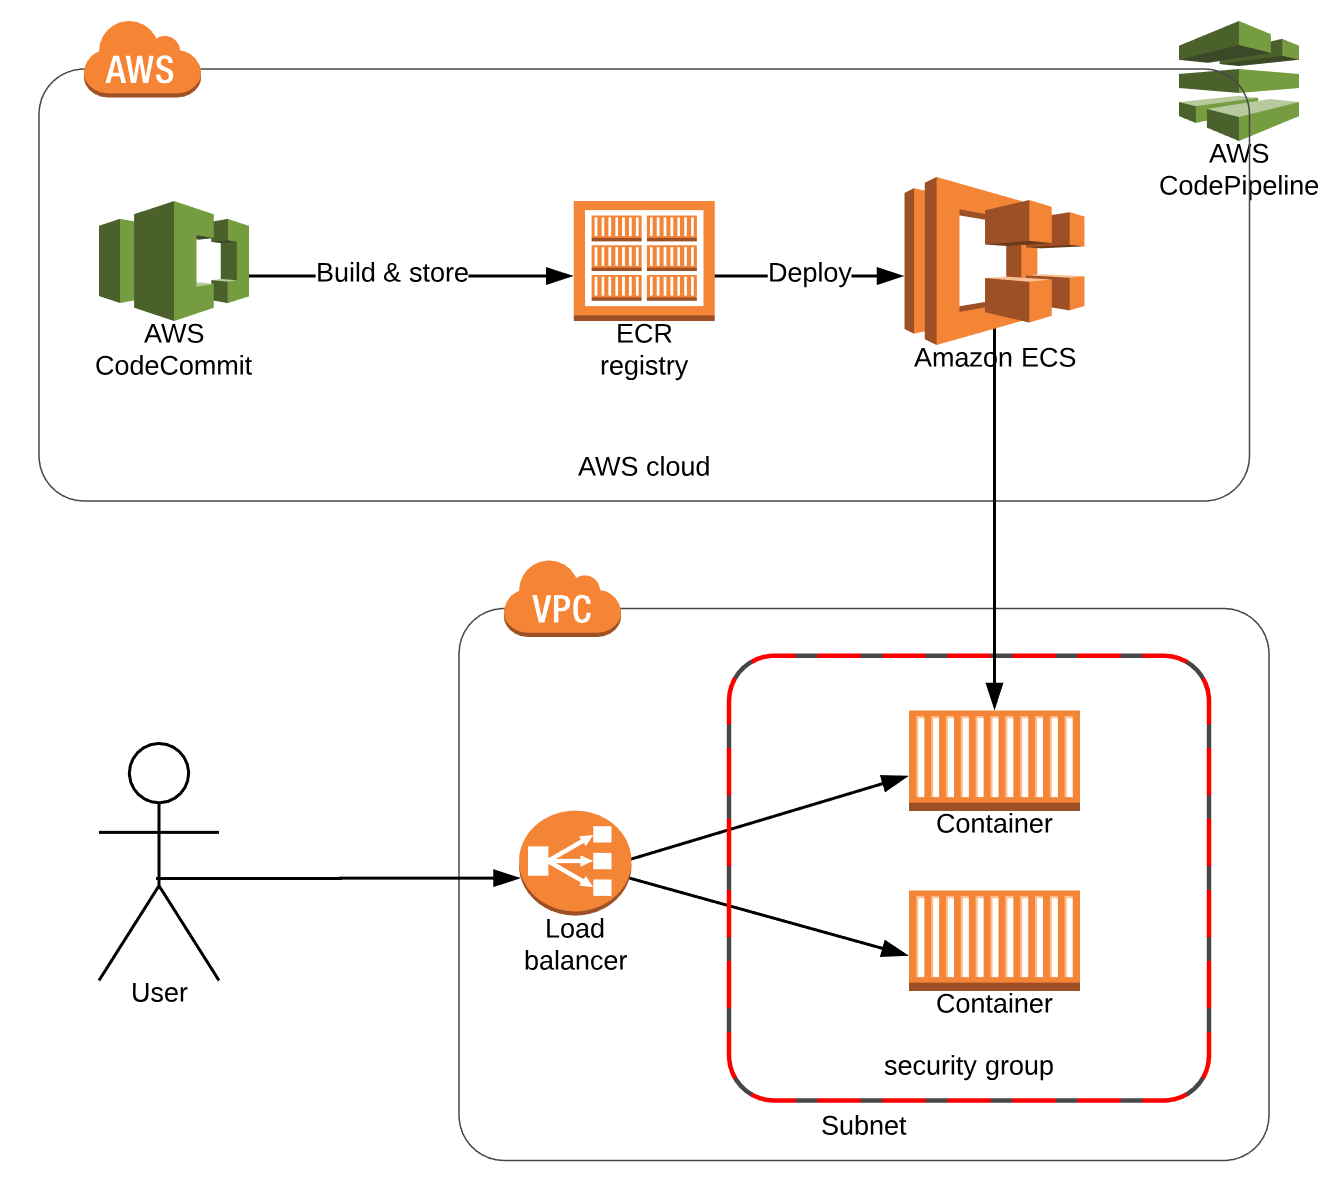 AWS
AWS
CodePipeline
Build & store
Deploy
AWS
CodeCommit
ECR
registry
Amazon ECS
AWS cloud
VPC
Container
Load
balancer
User
Container
security group
Subnet